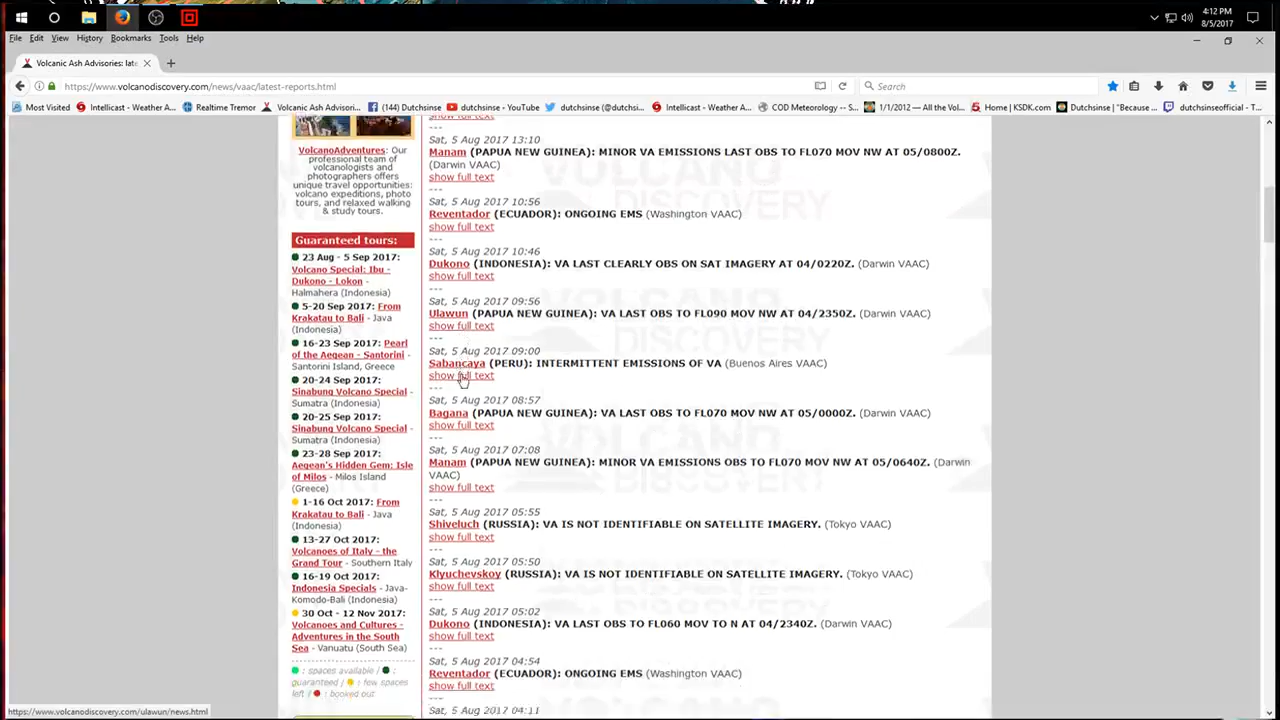 4:12 PM
8/5/2017
File Edit View History Bookmarks Tools Help
Volcanic Ash Advisories: late
https://www.volcanodiscovery.com/news/vaac/latest-reports.html
Search
Most Visited Intellicast - Weather A... Realtime Tremor Volcanic Ash Advisori... (144) Dutchsinse dutchsinse - YouTube dutchsinse (@dutchsi... Intellicast - Weather A... COD Meteorology -- S... 1/1/2012 — All the Vol... Home | KSDK.com Dutchsinse | "Because ... dutchsinseofficial - T...
VolcanoAdventures: Our
professional team of
volcanologists and
photographers offers
unique travel opportunities:
volcano expeditions, photo
tours, and relaxed walking
& study tours.
Guaranteed tours:
23 Aug - 5 Sep 2017:
Volcano Special: Ibu -
Dukono - Lokon -
Halmahera (Indonesia)
5-20 Sep 2017: From
Krakatau to Bali - Java
(Indonesia)
16-23 Sep 2017: Pearl
of the Aegean - Santorini -
Santorini Island, Greece
20-24 Sep 2017:
Sinabung Volcano Special -
Sumatra (Indonesia)
20-25 Sep 2017:
Sinabung Volcano Special -
Sumatra (Indonesia)
23-28 Sep 2017:
Aegean's Hidden Gem: Isle
of Milos - Milos Island
(Greece)
1-16 Oct 2017: From
Krakatau to Bali - Java
(Indonesia)
13-27 Oct 2017:
Volcanoes of Italy - the
Grand Tour - Southern Italy
16-19 Oct 2017:
Indonesia Specials - Java-
Komodo-Bali (Indonesia)
30 Oct - 12 Nov 2017:
Volcanoes and Cultures -
Adventures in the South
Sea - Vanuatu (South Sea)
: spaces available / :
guaranteed / : few spaces
left / : booked out
show full text
---
Sat, 5 Aug 2017 13:10
Manam (PAPUA NEW GUINEA): MINOR VA EMISSIONS LAST OBS TO FL070 MOV NW AT 05/0800Z.
(Darwin VAAC)
show full text
---
Sat, 5 Aug 2017 10:56
Reventador (ECUADOR): ONGOING EMS (Washington VAAC)
show full text
---
Sat, 5 Aug 2017 10:46
Dukono (INDONESIA): VA LAST CLEARLY OBS ON SAT IMAGERY AT 04/0220Z. (Darwin VAAC)
show full text
---
Sat, 5 Aug 2017 09:56
Ulawun (PAPUA NEW GUINEA): VA LAST OBS TO FL090 MOV NW AT 04/2350Z. (Darwin VAAC)
show full text
---
Sat, 5 Aug 2017 09:00
Sabancaya (PERU): INTERMITTENT EMISSIONS OF VA (Buenos Aires VAAC)
show full text
---
Sat, 5 Aug 2017 08:57
Bagana (PAPUA NEW GUINEA): VA LAST OBS TO FL070 MOV NW AT 05/0000Z. (Darwin VAAC)
show full text
---
Sat, 5 Aug 2017 07:08
Manam (PAPUA NEW GUINEA): MINOR VA EMISSIONS OBS TO FL070 MOV NW AT 05/0640Z. (Darwin
VAAC)
show full text
---
Sat, 5 Aug 2017 05:55
Shiveluch (RUSSIA): VA IS NOT IDENTIFIABLE ON SATELLITE IMAGERY. (Tokyo VAAC)
show full text
---
Sat, 5 Aug 2017 05:50
Klyuchevskoy (RUSSIA): VA IS NOT IDENTIFIABLE ON SATELLITE IMAGERY. (Tokyo VAAC)
show full text
---
Sat, 5 Aug 2017 05:02
Dukono (INDONESIA): VA LAST OBS TO FL060 MOV TO N AT 04/2340Z. (Darwin VAAC)
show full text
---
Sat, 5 Aug 2017 04:54
Reventador (ECUADOR): ONGOING EMS (Washington VAAC)
show full text
---
Sat, 5 Aug 2017 04:11
https://www.volcanodiscovery.com/ulawun/news.html
VOLCANO
DISCOVERY